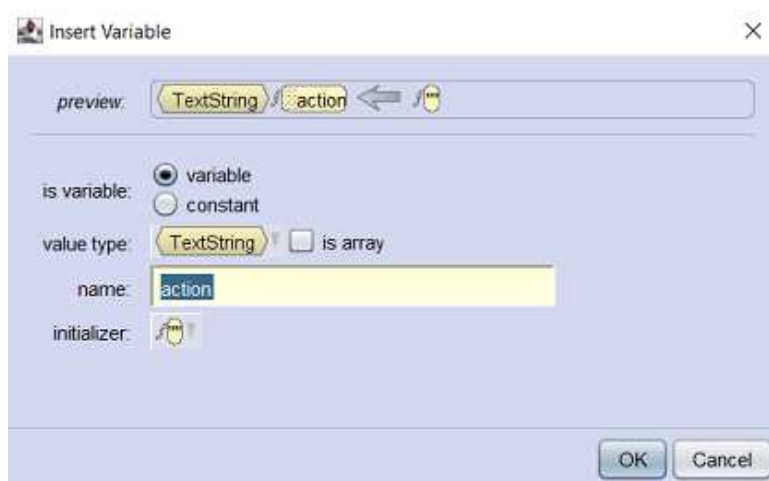 Insert Variable
preview: TextString action
is variable: variable
constant
value type: TextString is array
name: action
initializer:
OK Cancel